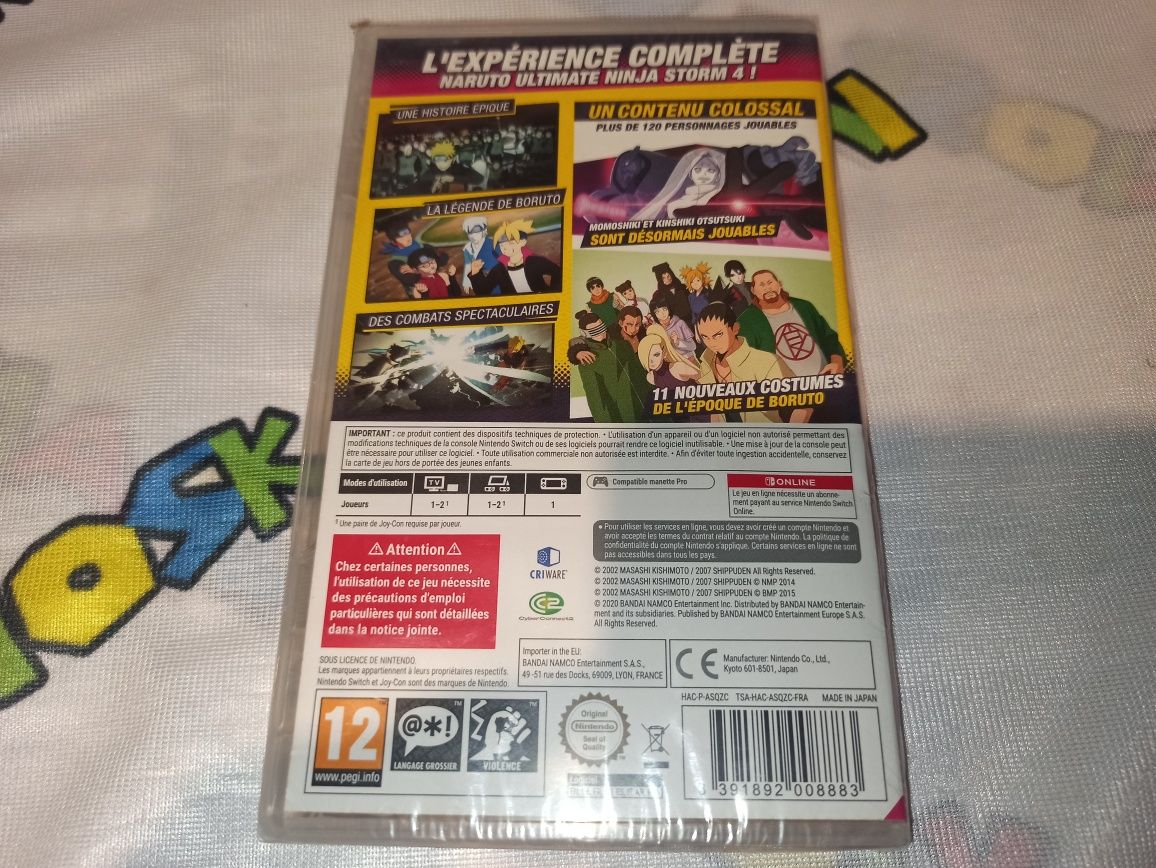 L'EXPÉRIENCE COMPLÈTE
NARUTO ULTIMATE NINJA STORM 4 !
UNE HISTOIRE ÉPIQUE
LA LÉGENDE DE BORUTO
DES COMBATS SPECTACULAIRES
UN CONTENU COLOSSAL
PLUS DE 120 PERSONNAGES JOUABLES
MOMOSHIKI ET KINSHIKI OTSUTSUKI
SONT DÉSORMAIS JOUABLES
11 NOUVEAUX COSTUMES
DE L'ÉPOQUE DE BORUTO
IMPORTANT : ce produit contient des dispositifs techniques de protection. • L'utilisation d'un appareil ou d'un logiciel non autorisé permettant des
modifications techniques de la console Nintendo Switch ou de ses logiciels pourrait rendre ce logiciel inutilisable. • Une mise à jour de la console peut
être nécessaire pour utiliser ce logiciel. • Toute utilisation commerciale non autorisée est interdite. • Afin d'éviter toute ingestion accidentelle, conservez
la carte de jeu hors de portée des jeunes enfants.
Modes d'utilisation
TV
Joueurs
1–2¹
1–2¹
1
¹ Une paire de Joy-Con requise par joueur.
Compatible manette Pro
ONLINE
Le jeu en ligne nécessite un abonne-
ment payant au service Nintendo Switch
Online.
• Pour utiliser les services en ligne, vous devez avoir créé un compte Nintendo et
avoir accepté les termes du contrat relatif au compte Nintendo. La politique de
confidentialité du compte Nintendo s'applique. Certains services en ligne ne sont
pas accessibles dans tous les pays.
Attention
Chez certaines personnes,
l'utilisation de ce jeu nécessite
des précautions d'emploi
particulières qui sont détaillées
dans la notice jointe.
CRIWARE
CyberConnect2
© 2002 MASASHI KISHIMOTO / 2007 SHIPPUDEN All Rights Reserved.
© 2002 MASASHI KISHIMOTO / 2007 SHIPPUDEN © NMP 2014
© 2002 MASASHI KISHIMOTO / 2007 SHIPPUDEN © BMP 2015
© 2020 BANDAI NAMCO Entertainment Inc. Distributed by BANDAI NAMCO Entertain-
ment and its subsidiaries. Published by BANDAI NAMCO Entertainment Europe S.A.S.
All Rights Reserved.
SOUS LICENCE DE NINTENDO.
Les marques appartiennent à leurs propriétaires respectifs.
Nintendo Switch et Joy-Con sont des marques de Nintendo.
Importer in the EU:
BANDAI NAMCO Entertainment S.A.S.,
49 -51 rue des Docks, 69009, LYON, FRANCE
CE
Manufacturer: Nintendo Co., Ltd.,
Kyoto 601-8501, Japan
HAC-P-ASQZC TSA-HAC-ASQZC-FRA MADE IN JAPAN
12
www.pegi.info
@*!
LANGAGE GROSSIER
VIOLENCE
Original
Nintendo
Seal of
Quality
Logiciel
3 391892 008883